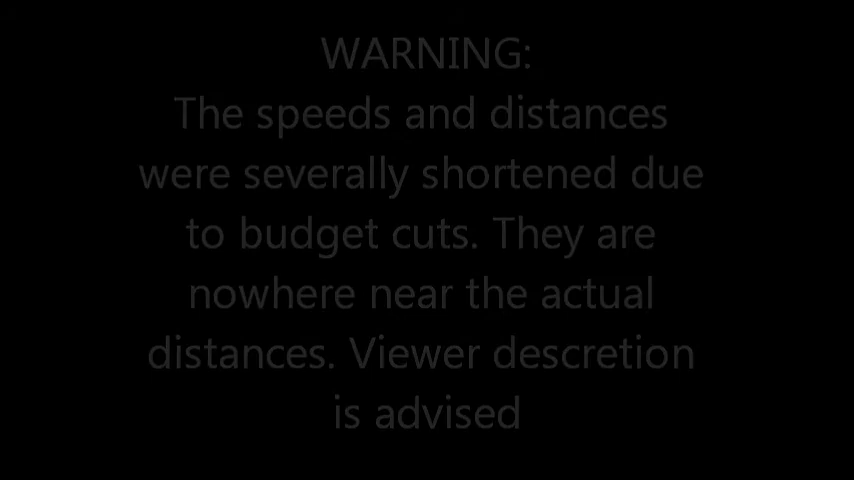 WARNING:
The speeds and distances
were severally shortened due
to budget cuts. They are
nowhere near the actual
distances. Viewer descretion
is advised